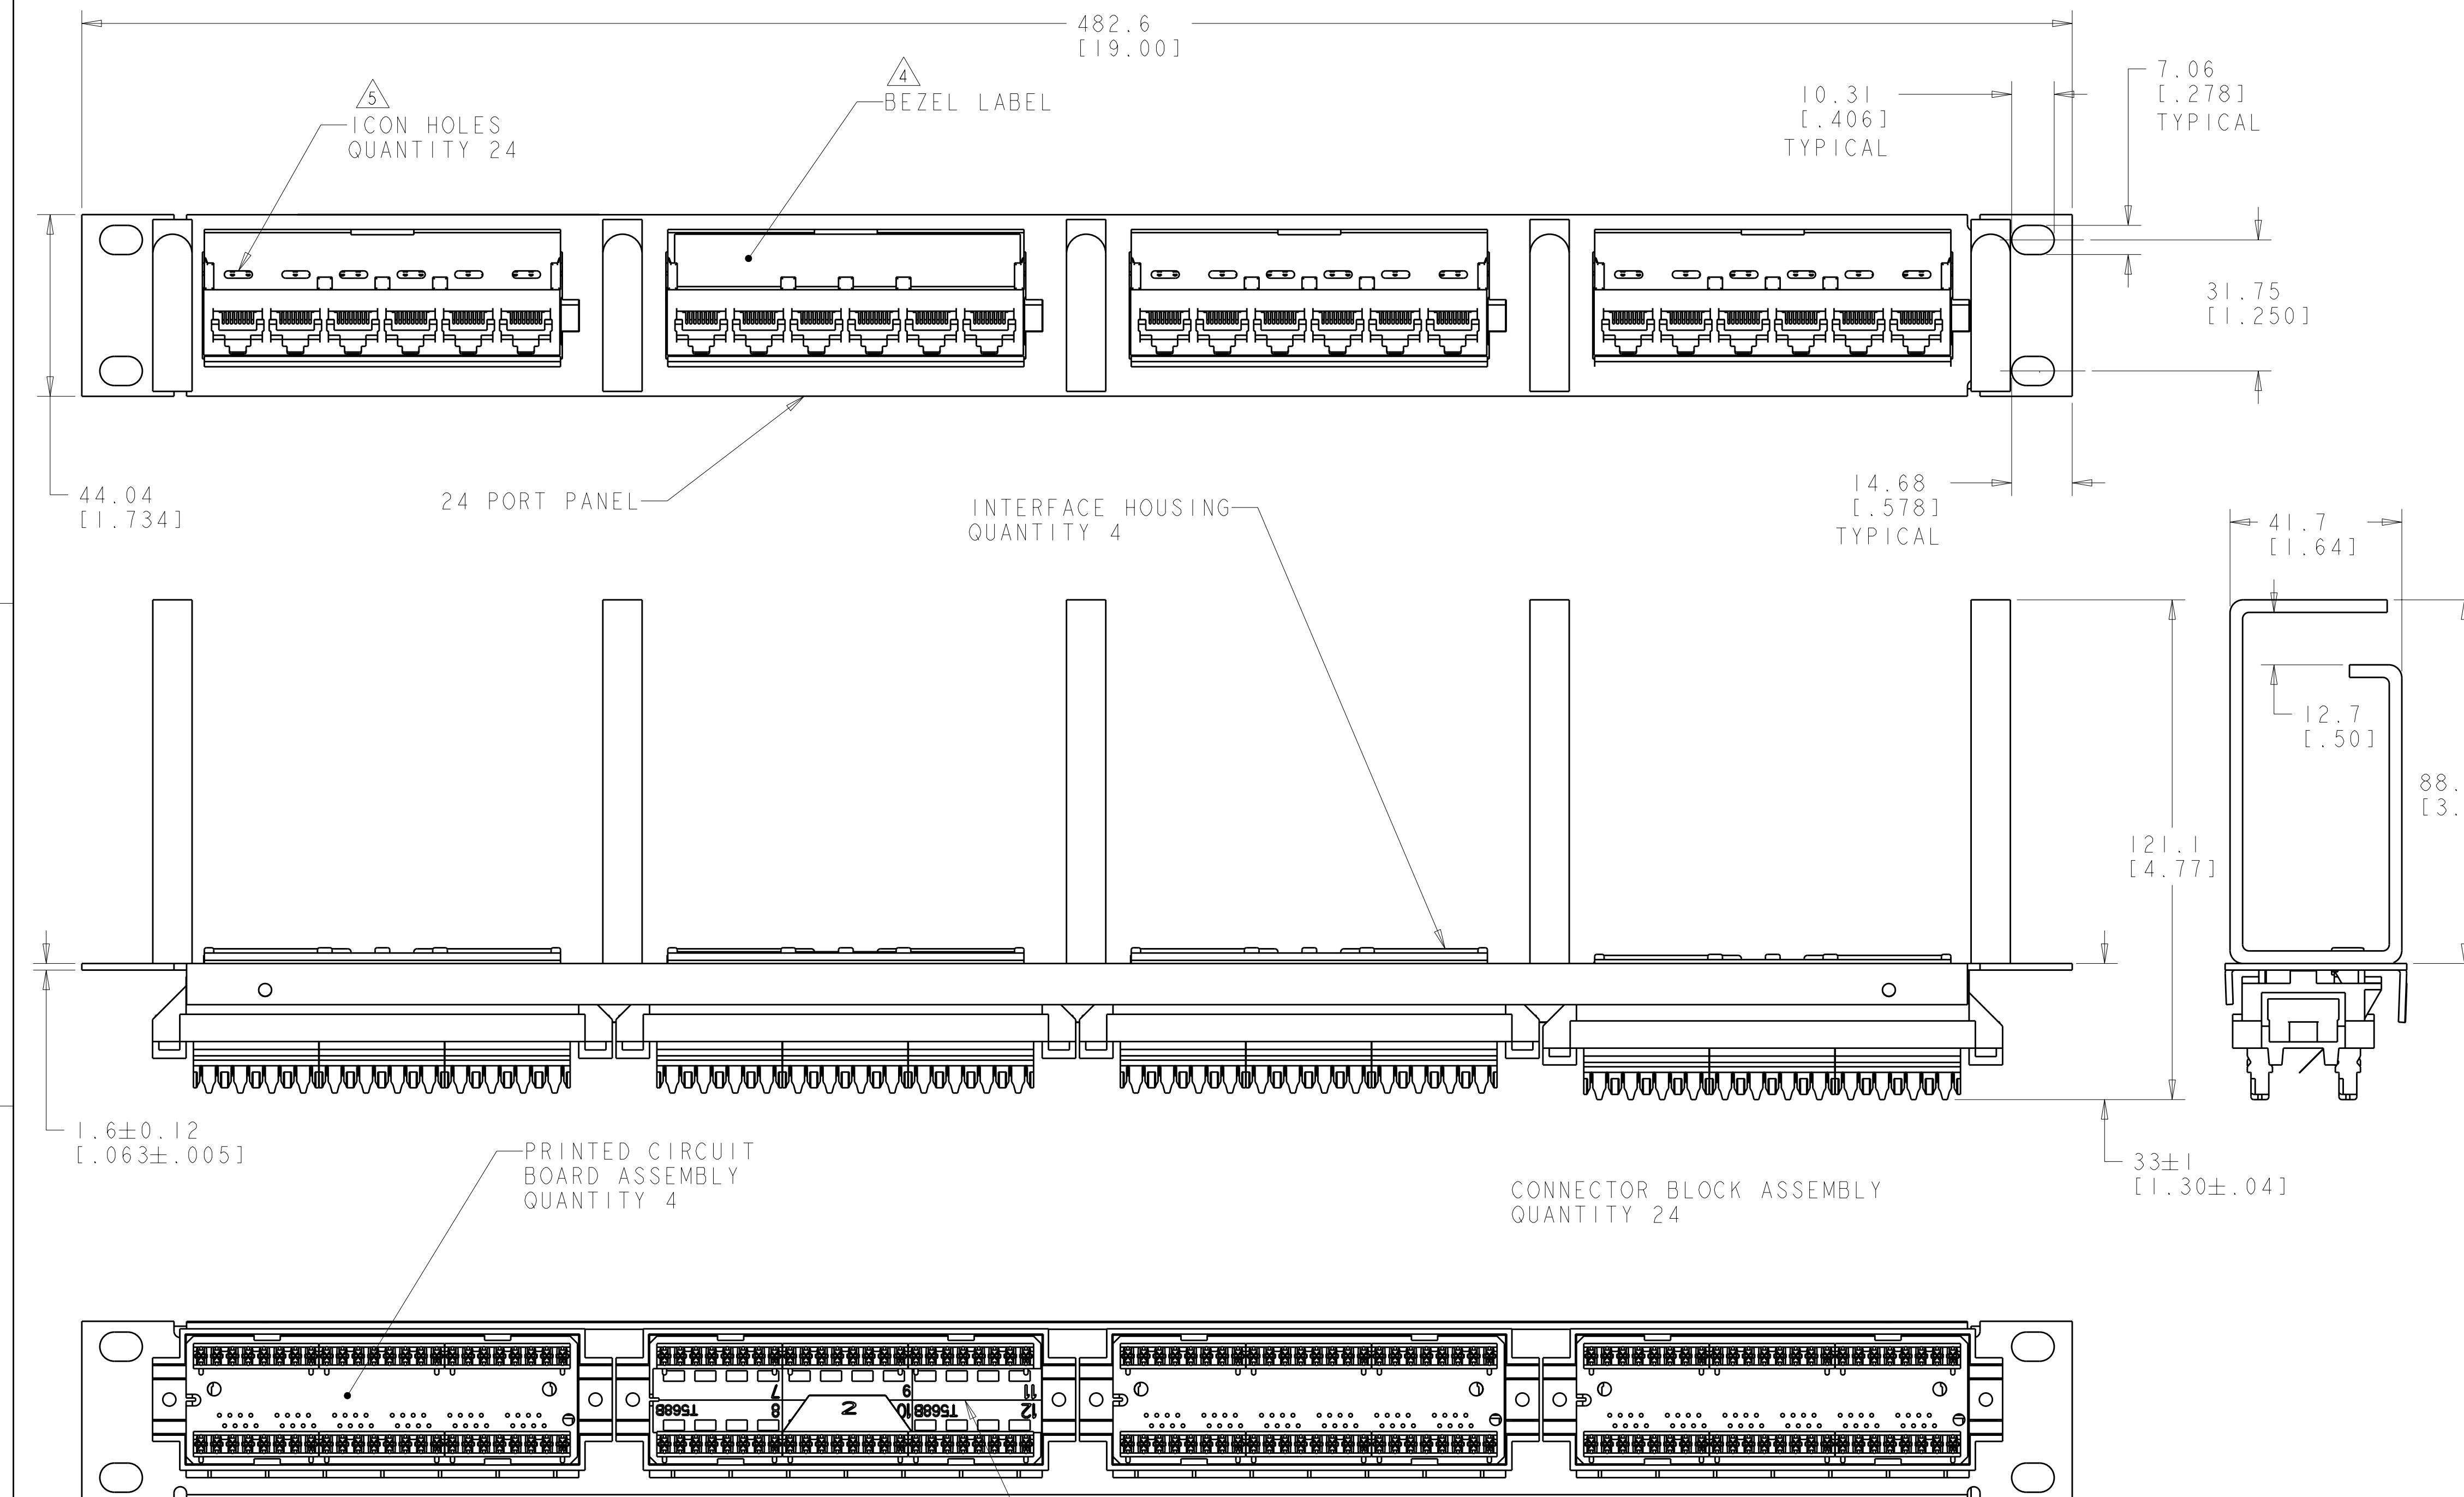 482.6
[19.00]
5
ICON HOLES
QUANTITY 24
4
BEZEL LABEL
10.31
[.406]
TYPICAL
7.06
[.278]
TYPICAL
31.75
[1.250]
44.04
[1.734]
24 PORT PANEL
INTERFACE HOUSING
QUANTITY 4
14.68
[.578]
TYPICAL
41.7
[1.64]
12.7
[.50]
88.
[3.
121.1
[4.77]
1.6±0.12
[.063±.005]
PRINTED CIRCUIT
BOARD ASSEMBLY
QUANTITY 4
CONNECTOR BLOCK ASSEMBLY
QUANTITY 24
33±1
[1.30±.04]
7
9
11
T568B
8
2
10
T568B
12